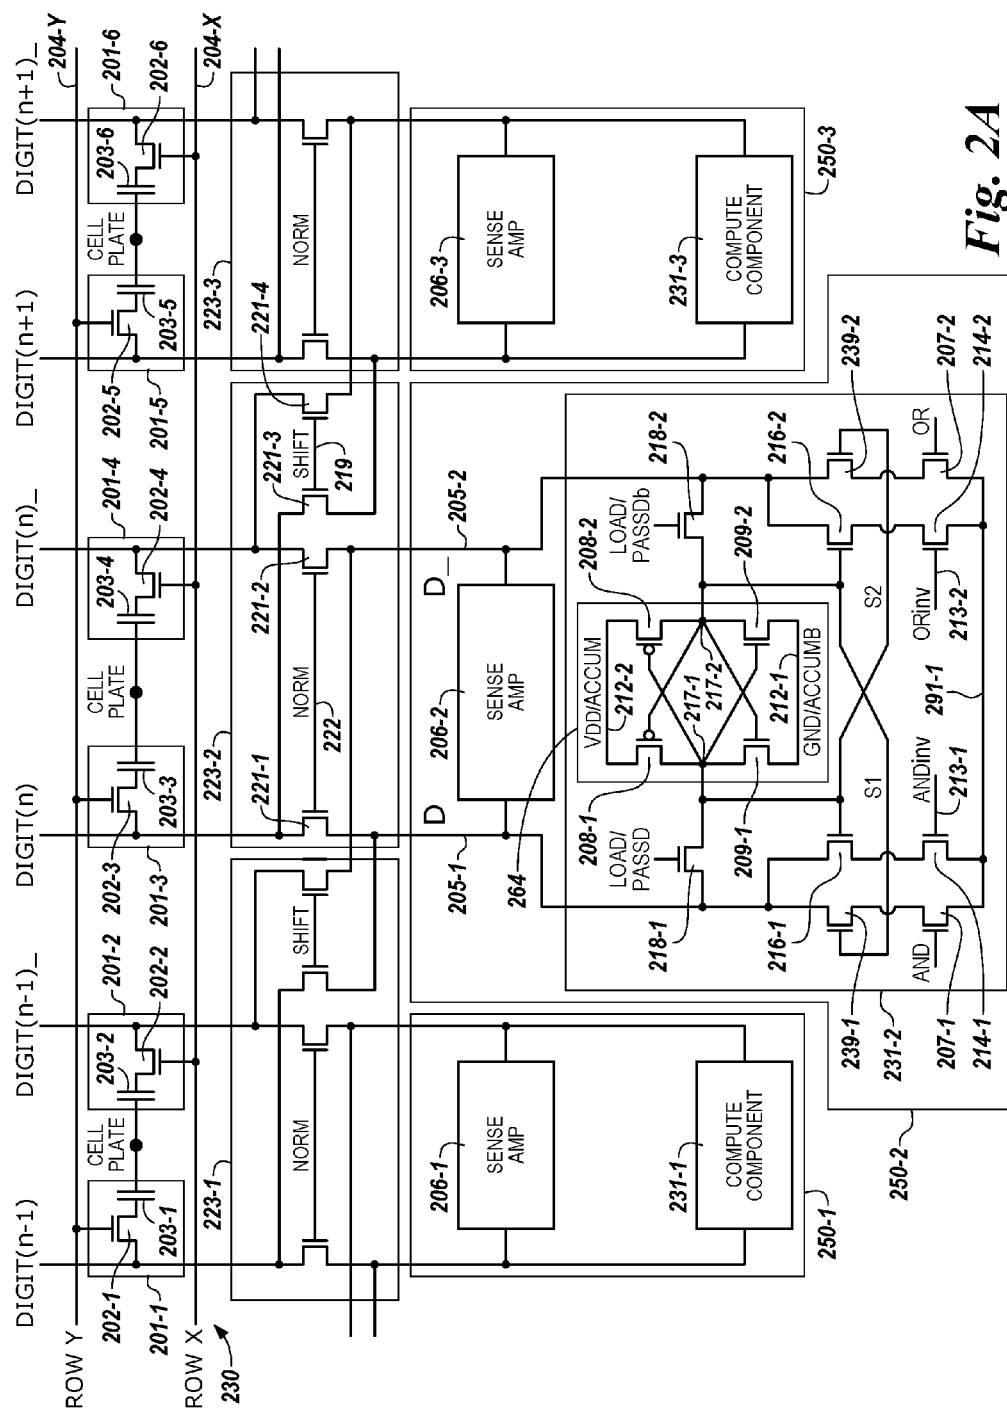 ROW Y
204-Y
DIGIT(n-1)
DIGIT(n-1)_
DIGIT(n)
DIGIT(n)_
DIGIT(n+1)
DIGIT(n+1)_
202-1
201-1
203-1
CELL
PLATE
203-2
201-2
202-2
202-3
201-3
203-3
CELL
PLATE
203-4
201-4
202-4
202-5
201-5
203-5
CELL
PLATE
203-6
201-6
202-6
ROW X
204-X
230
223-1
NORM
SHIFT
223-2
221-1
NORM
222
221-2
221-3
SHIFT
219
221-4
223-3
NORM
205-1
D
D_
205-2
206-1
SENSE
AMP
206-2
SENSE
AMP
206-3
SENSE
AMP
231-1
COMPUTE
COMPONENT
250-1
231-3
COMPUTE
COMPONENT
250-3
264
LOAD/
PASSD
218-1
208-1
VDD/ACCUM
212-2
208-2
LOAD/
PASSDb
218-2
217-1
217-2
209-1
212-1
GND/ACCUMB
209-2
216-1
S1
S2
216-2
239-2
239-1
AND
ANDinv
213-1
ORinv
213-2
OR
207-2
231-2
207-1
214-1
291-1
214-2
250-2
Fig. 2A